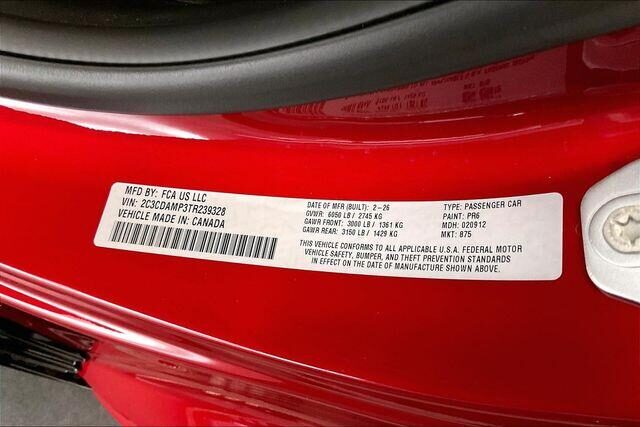 MFD BY: FCA US LLC
VIN: 2C3CDAMP3TR239328
VEHICLE MADE IN: CANADA
DATE OF MFR (BUILT): 2-26
GVWR: 6050 LB / 2745 KG
GAWR FRONT: 3000 LB / 1361 KG
GAWR REAR: 3150 LB / 1429 KG
TYPE: PASSENGER CAR
PAINT: PR6
MDH: 020912
MKT: 875
THIS VEHICLE CONFORMS TO ALL APPLICABLE U.S.A. FEDERAL MOTOR
VEHICLE SAFETY, BUMPER, AND THEFT PREVENTION STANDARDS
IN EFFECT ON THE DATE OF MANUFACTURE SHOWN ABOVE.